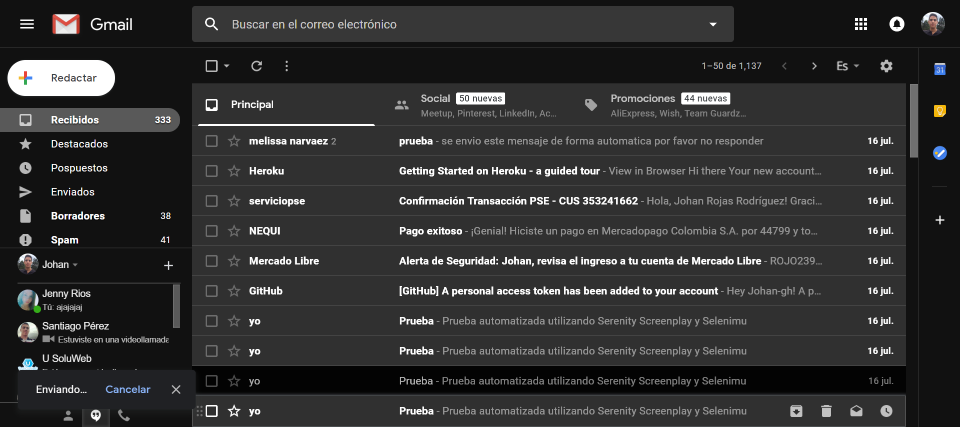 Gmail
Buscar en el correo electrónico
Redactar
1–50 de 1,137
Es
31
Recibidos 333
Destacados
Pospuestos
Enviados
Borradores 38
Spam 41
Johan
Jenny Rios
Tú: ajajajaj
Santiago Pérez
Estuviste en una videollamada
U SoluWeb
Enviando... Cancelar
Principal
Social 50 nuevas
Meetup, Pinterest, LinkedIn, Ac...
Promociones 44 nuevas
AliExpress, Wish, Team Guardz...
melissa narvaez 2 prueba - se envio este mensaje de forma automatica por favor no responder 16 jul.
Heroku Getting Started on Heroku - a guided tour - View in Browser Hi there Your new account... 16 jul.
serviciopse Confirmación Transacción PSE - CUS 353241662 - Hola, Johan Rojas Rodríguez! Graci... 16 jul.
NEQUI Pago exitoso - ¡Genial! Hiciste un pago en Mercadopago Colombia S.A. por 44799 y to... 16 jul.
Mercado Libre Alerta de Seguridad: Johan, revisa el ingreso a tu cuenta de Mercado Libre - ROJO239... 16 jul.
GitHub [GitHub] A personal access token has been added to your account - Hey Johan-gh! A p... 16 jul.
yo Prueba - Prueba automatizada utilizando Serenity Screenplay y Selenimu 16 jul.
yo Prueba - Prueba automatizada utilizando Serenity Screenplay y Selenimu 16 jul.
yo Prueba - Prueba automatizada utilizando Serenity Screenplay y Selenimu 16 jul.
yo Prueba - Prueba automatizada utilizando Serenity Screenplay y Selenimu